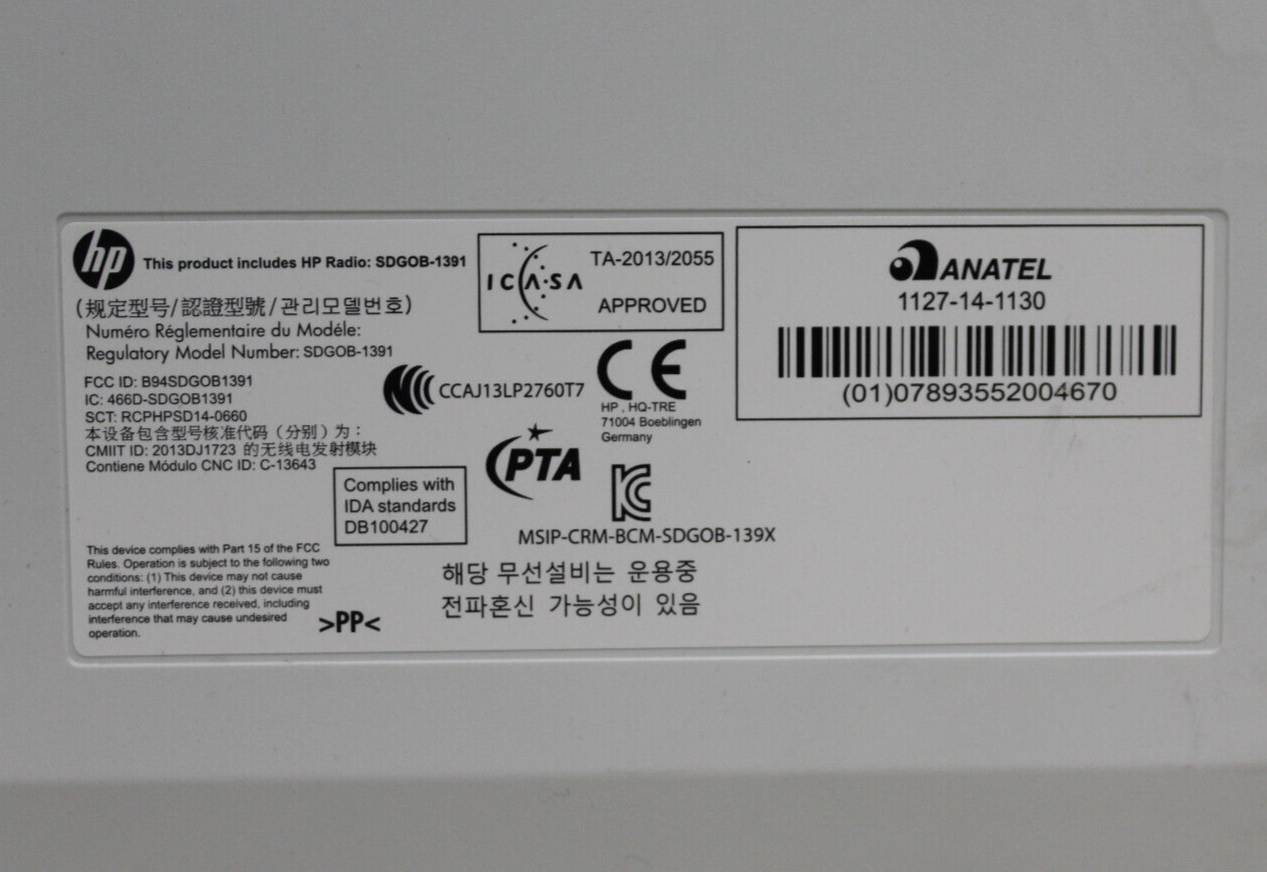 hp
This product includes HP Radio: SDGOB-1391
(规定型号/認證型號/관리모델번호)
Numéro Réglementaire du Modéle:
Regulatory Model Number: SDGOB-1391
FCC ID: B94SDGOB1391
IC: 466D-SDGOB1391
SCT: RCPHPSD14-0660
本设备包含型号核准代码（分别）为：
CMIIT ID: 2013DJ1723 的无线电发射模块
Contiene Módulo CNC ID: C-13643
Complies with
IDA standards
DB100427
This device complies with Part 15 of the FCC
Rules. Operation is subject to the following two
conditions: (1) This device may not cause
harmful interference, and (2) this device must
accept any interference received, including
interference that may cause undesired
operation.
>PP<
ICASA
TA-2013/2055
APPROVED
CCAJ13LP2760T7
CE
HP , HQ-TRE
71004 Boeblingen
Germany
PTA
KC
MSIP-CRM-BCM-SDGOB-139X
해당 무선설비는 운용중
전파혼신 가능성이 있음
ANATEL
1127-14-1130
(01)07893552004670